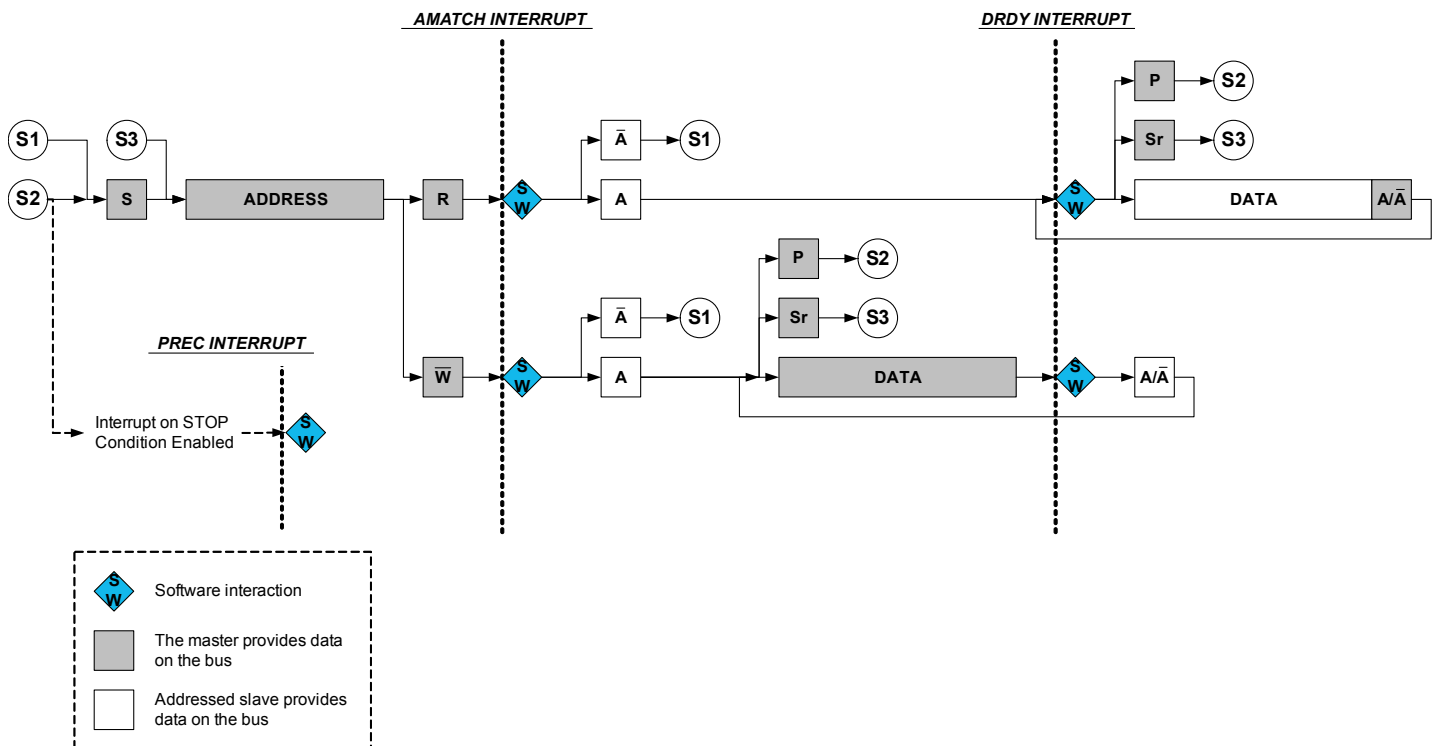 AMATCH INTERRUPT
DRDY INTERRUPT
P
S2
S1
S3
A̅
S1
Sr
S3
S2
S
ADDRESS
R
S
W
A
S
W
DATA
A/A̅
P
S2
A̅
S1
Sr
S3
PREC INTERRUPT
W̅
S
W
A
DATA
S
W
A/A̅
Interrupt on STOP
Condition Enabled
S
W
S
W
Software interaction
The master provides data
on the bus
Addressed slave provides
data on the bus